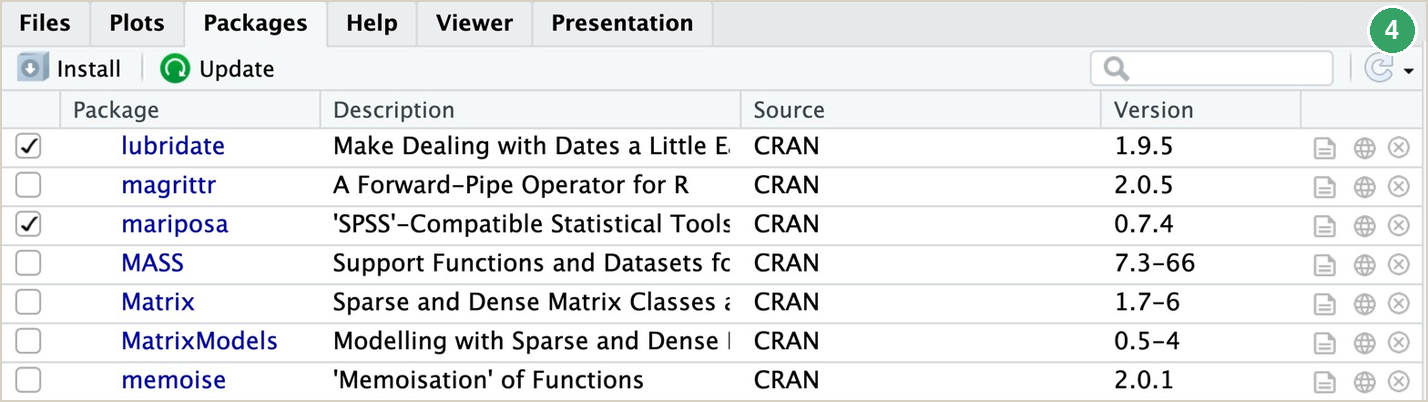 Files Plots Packages Help Viewer Presentation 4
Install Update
Package Description Source Version
lubridate Make Dealing with Dates a Little CRAN 1.9.5
magrittr A Forward-Pipe Operator for R CRAN 2.0.5
mariposa 'SPSS'-Compatible Statistical Tools CRAN 0.7.4
MASS Support Functions and Datasets CRAN 7.3-66
Matrix Sparse and Dense Matrix Classes CRAN 1.7-6
MatrixModels Modelling with Sparse and Dense CRAN 0.5-4
memoise 'Memoisation' of Functions CRAN 2.0.1